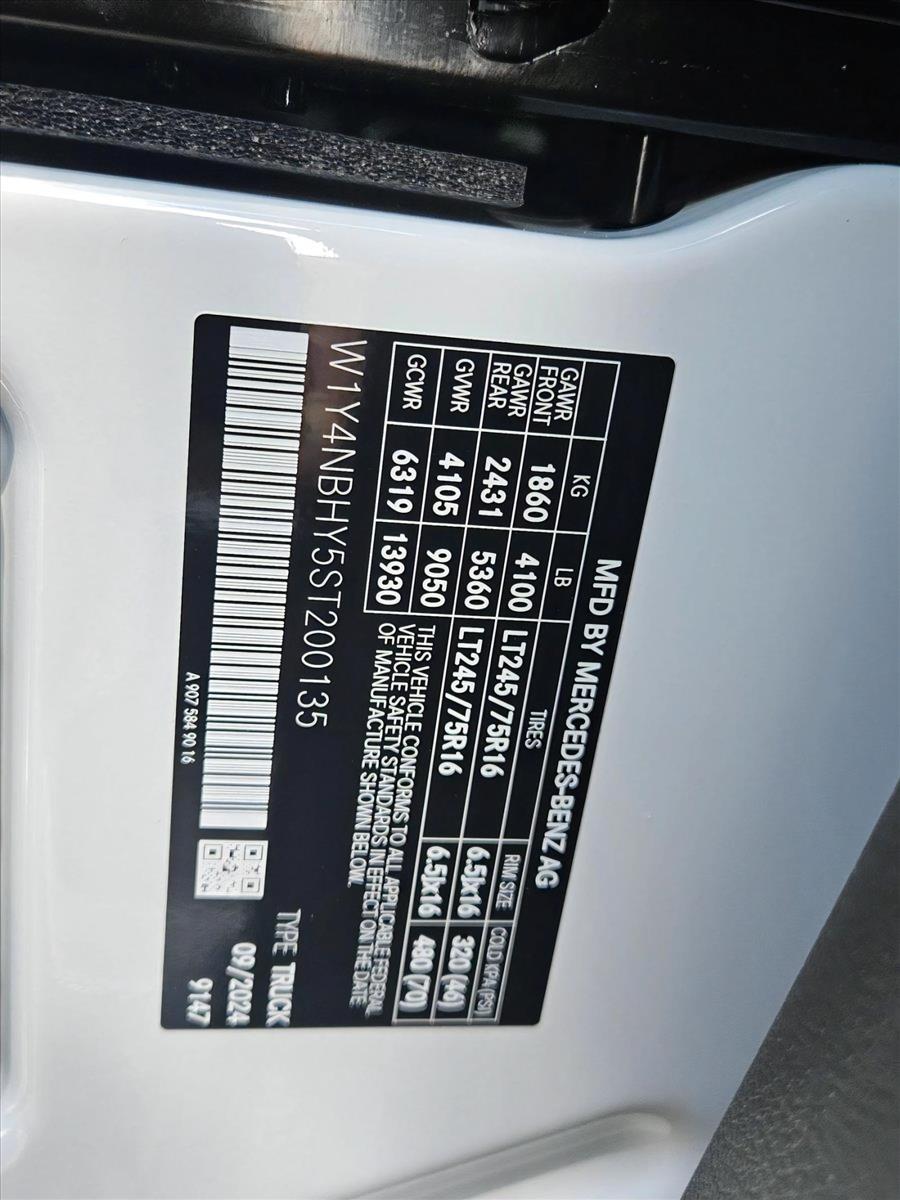 MFD BY MERCEDES-BENZ AG
KG LB TIRES RIM SIZE COLD KPA (PSI)
GAWR FRONT 1860 4100 LT245/75R16 6.5Jx16 320 (46)
GAWR REAR 2431 5360 LT245/75R16 6.5Jx16 480 (70)
GVWR 4105 9050
GCWR 6319 13930
THIS VEHICLE CONFORMS TO ALL APPLICABLE FEDERAL
VEHICLE SAFETY STANDARDS IN EFFECT ON THE DATE
OF MANUFACTURE SHOWN BELOW.
W1Y4NBHY5ST200135
TYPE TRUCK
09/2024
9147
A 907 584 90 16